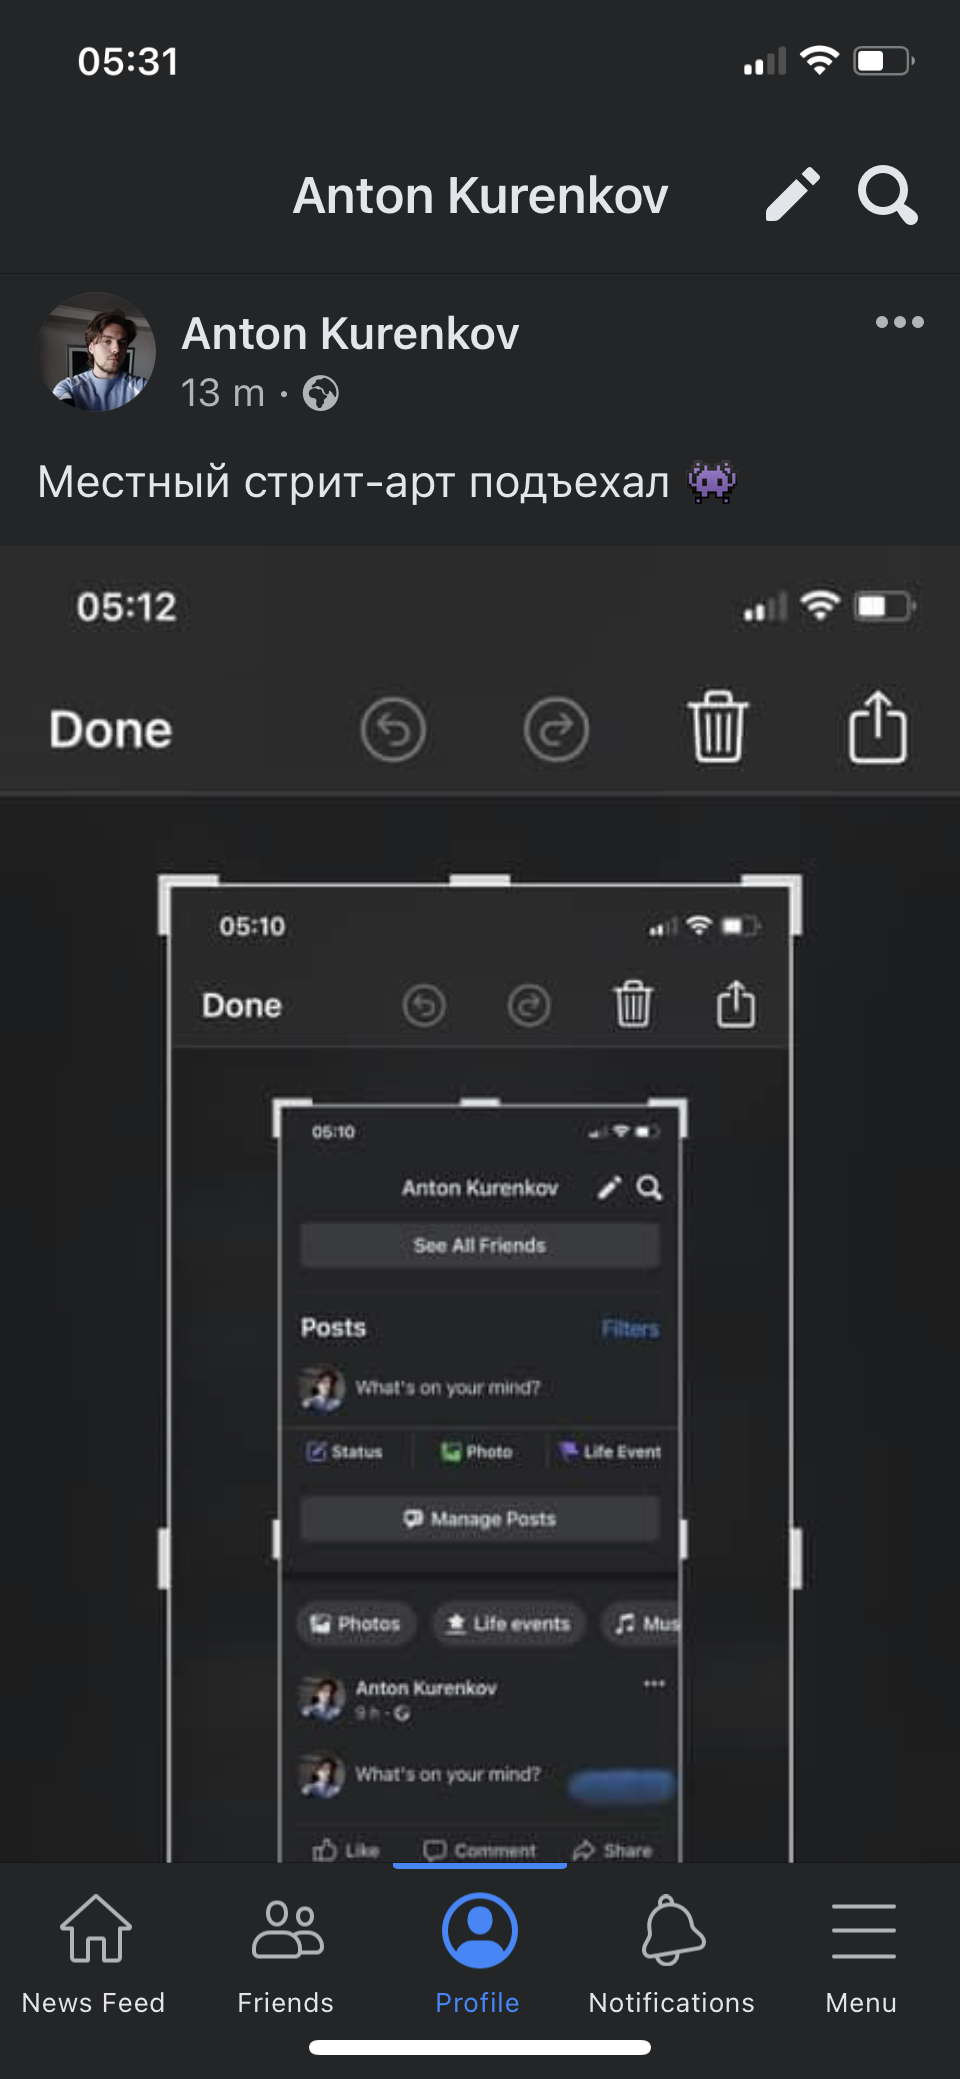 05:31
Anton Kurenkov
Anton Kurenkov
13 m ·
Местный стрит-арт подъехал 👾
05:12
Done
05:10
Done
05:10
Anton Kurenkov
See All Friends
Posts Filters
What's on your mind?
Status Photo Life Event
Manage Posts
Photos Life events Mus
Anton Kurenkov
9 h ·
What's on your mind?
Like Comment Share
News Feed Friends Profile Notifications Menu